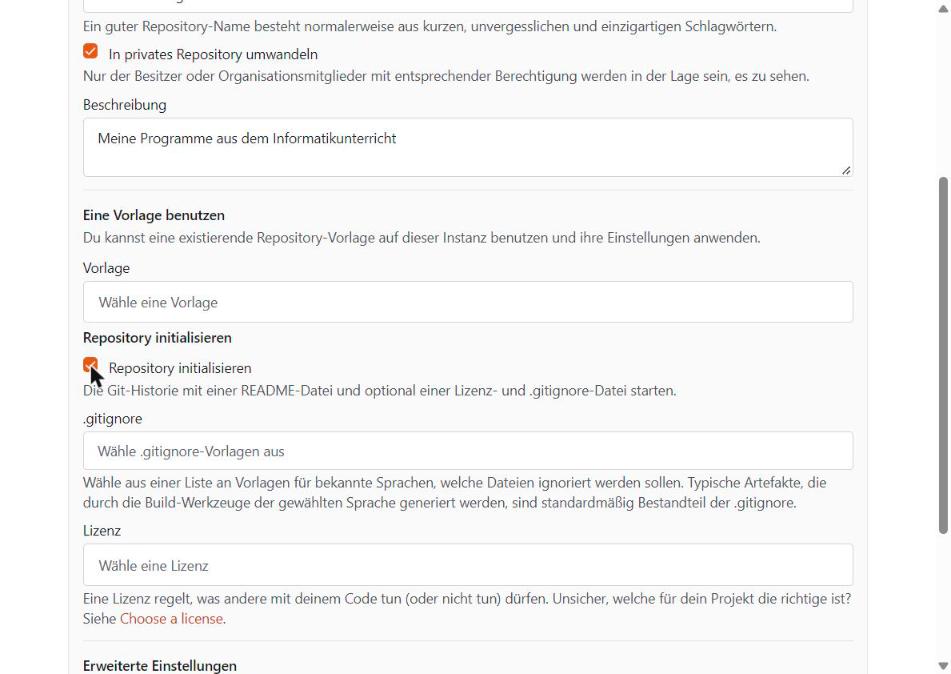 Ein guter Repository-Name besteht normalerweise aus kurzen, unvergesslichen und einzigartigen Schlagwörtern.
In privates Repository umwandeln
Nur der Besitzer oder Organisationsmitglieder mit entsprechender Berechtigung werden in der Lage sein, es zu sehen.
Beschreibung
Meine Programme aus dem Informatikunterricht
Eine Vorlage benutzen
Du kannst eine existierende Repository-Vorlage auf dieser Instanz benutzen und ihre Einstellungen anwenden.
Vorlage
Wähle eine Vorlage
Repository initialisieren
Repository initialisieren
Die Git-Historie mit einer README-Datei und optional einer Lizenz- und .gitignore-Datei starten.
.gitignore
Wähle .gitignore-Vorlagen aus
Wähle aus einer Liste an Vorlagen für bekannte Sprachen, welche Dateien ignoriert werden sollen. Typische Artefakte, die
durch die Build-Werkzeuge der gewählten Sprache generiert werden, sind standardmäßig Bestandteil der .gitignore.
Lizenz
Wähle eine Lizenz
Eine Lizenz regelt, was andere mit deinem Code tun (oder nicht tun) dürfen. Unsicher, welche für dein Projekt die richtige ist?
Siehe Choose a license.
Erweiterte Einstellungen